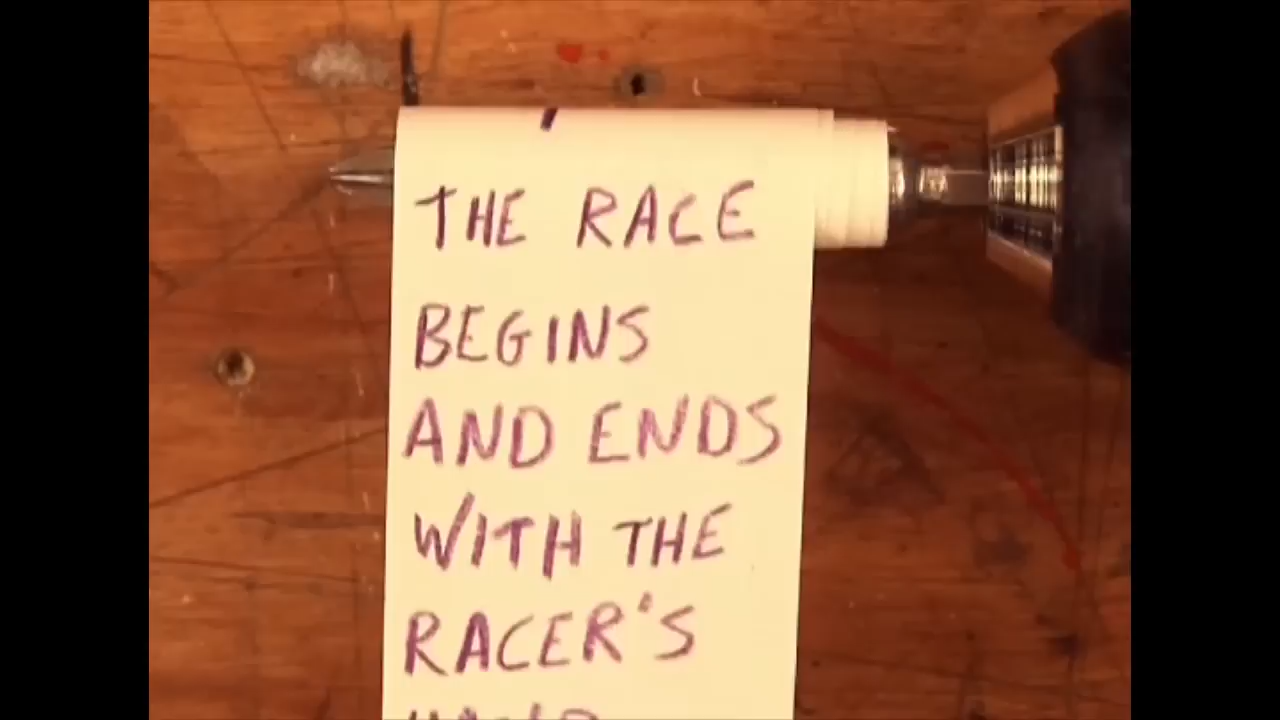 THE RACE
BEGINS
AND ENDS
WITH THE
RACER'S